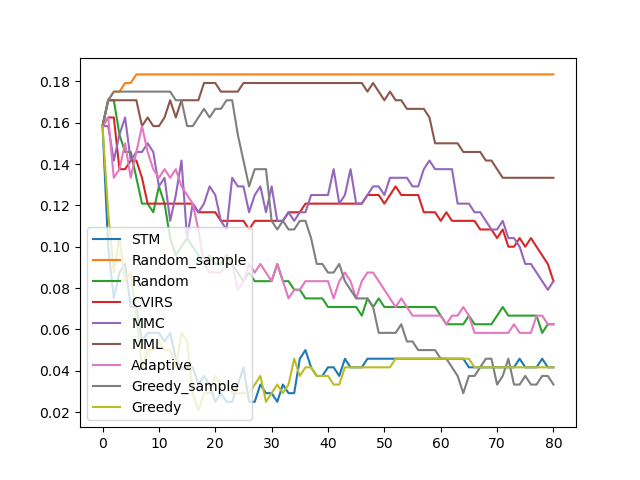 0.18
0.16
0.14
0.12
0.10
0.08
0.06
0.04
0.02
STM
Random_sample
Random
CVIRS
MMC
MML
Adaptive
Greedy_sample
Greedy
0 10 20 30 40 50 60 70 80